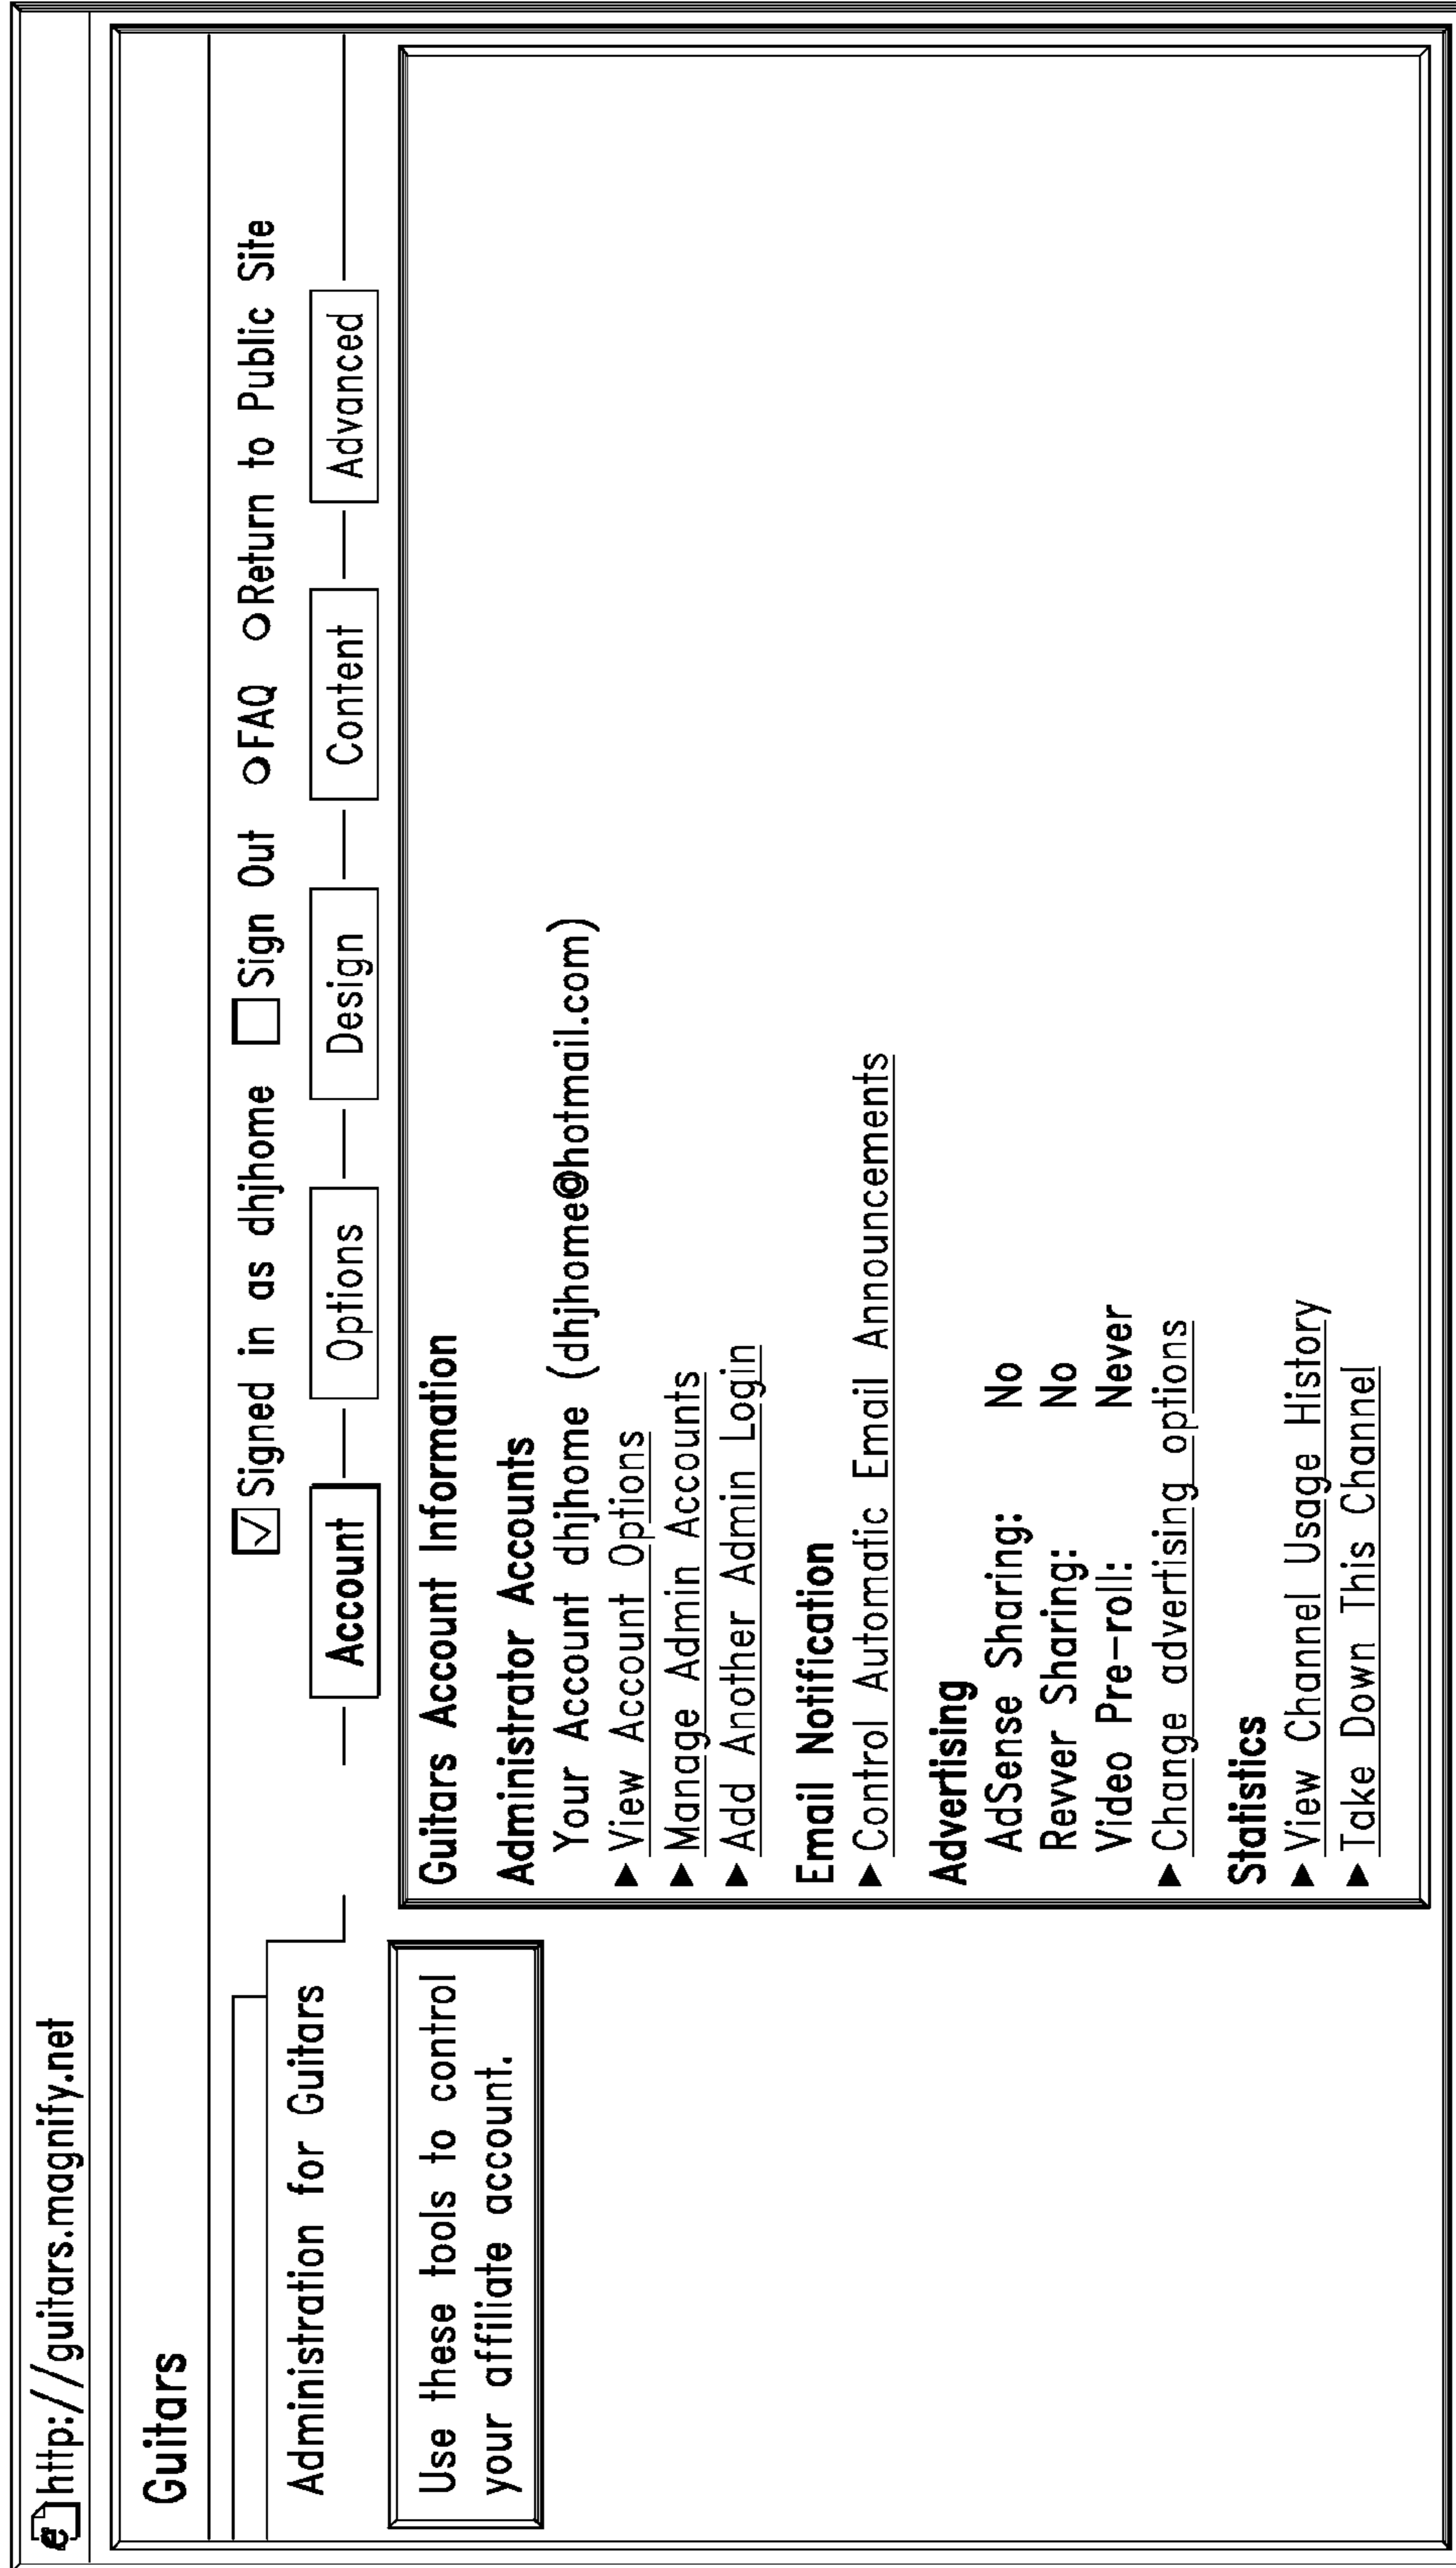 http://guitars.magnify.net
Guitars
Signed in as dhjhome Sign Out FAQ Return to Public Site
Administration for Guitars
Account Options Design Content Advanced
Use these tools to control
your affiliate account.
Guitars Account Information
Administrator Accounts
Your Account dhjhome (dhjhome@hotmail.com)
View Account Options
Manage Admin Accounts
Add Another Admin Login
Email Notification
Control Automatic Email Announcements
Advertising
AdSense Sharing: No
Revver Sharing: No
Video Pre-roll: Never
Change advertising options
Statistics
View Channel Usage History
Take Down This Channel